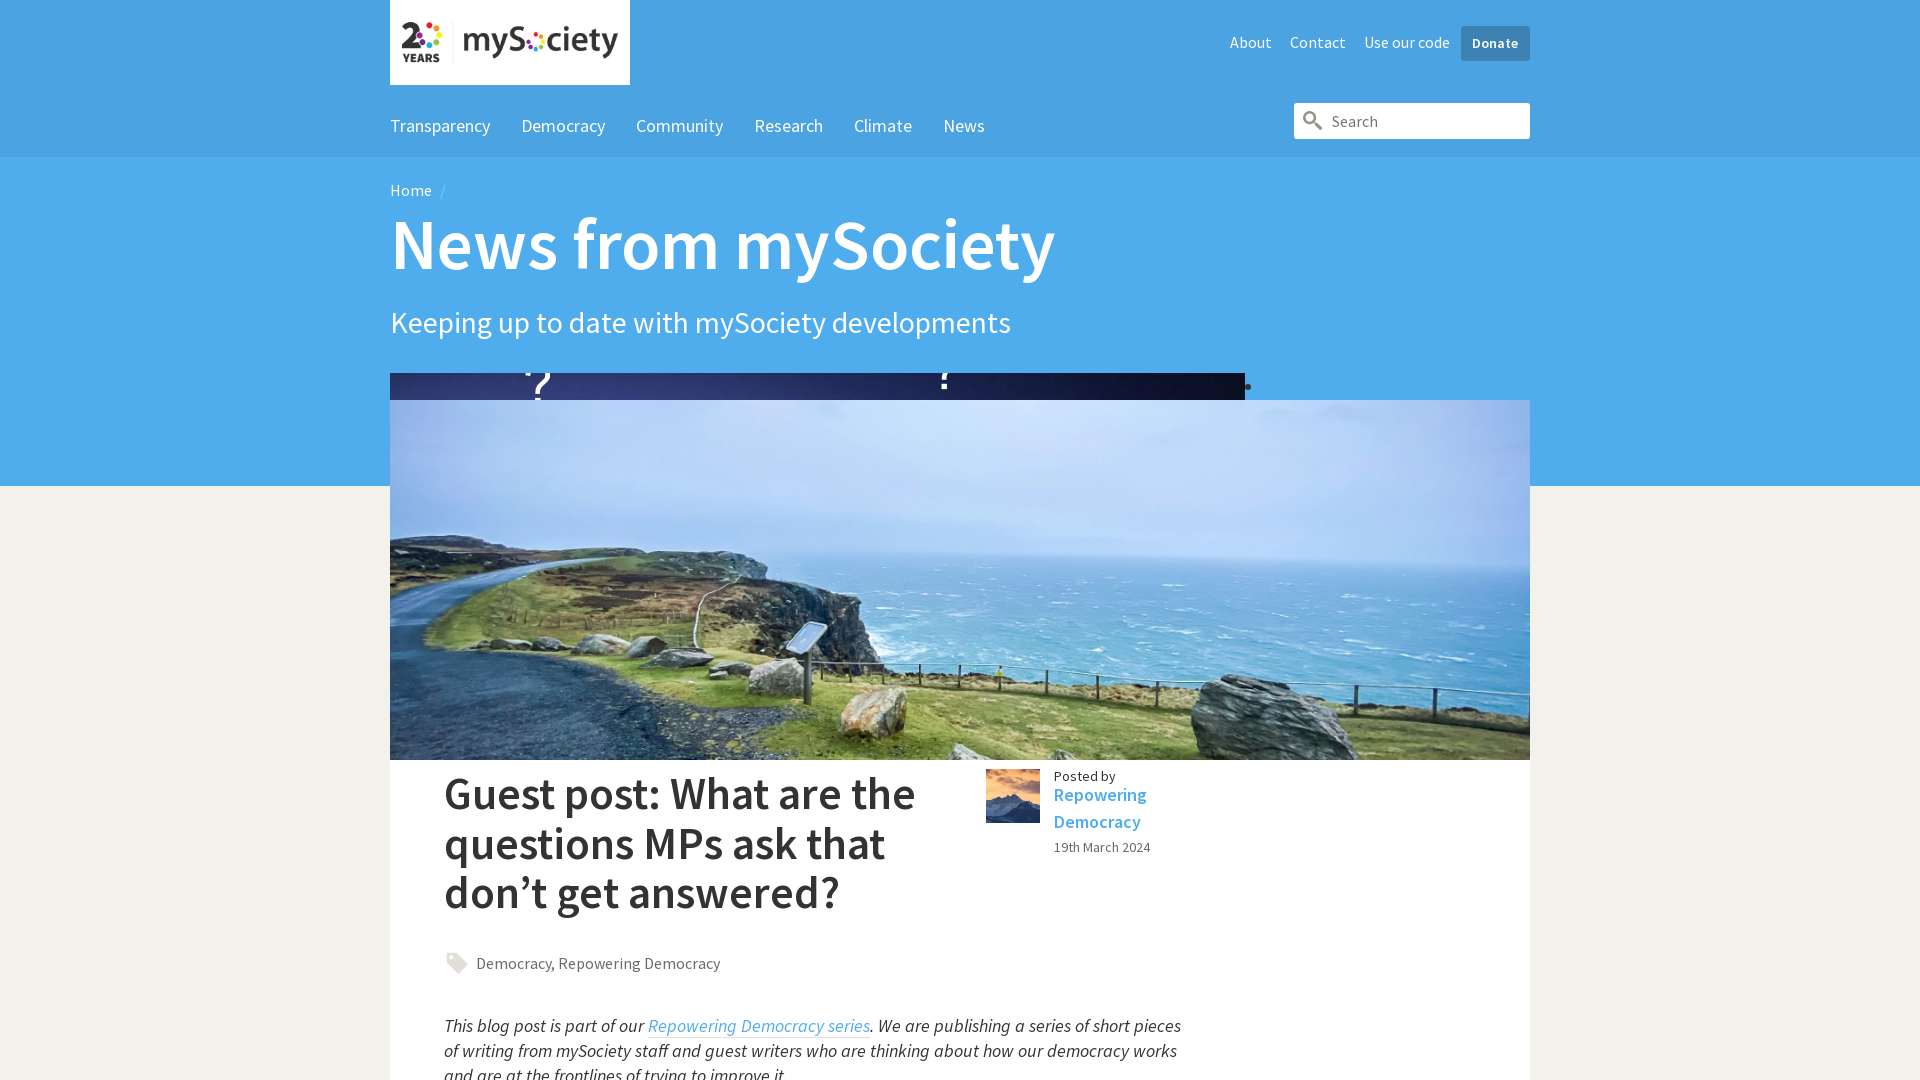 20 YEARS mySociety
About Contact Use our code Donate
Transparency Democracy Community Research Climate News
Search
Home /
News from mySociety
Keeping up to date with mySociety developments
? ?
Guest post: What are the
questions MPs ask that
don’t get answered?
Posted by
Repowering
Democracy
19th March 2024
Democracy, Repowering Democracy
This blog post is part of our Repowering Democracy series. We are publishing a series of short pieces
of writing from mySociety staff and guest writers who are thinking about how our democracy works
and are at the frontlines of trying to improve it.